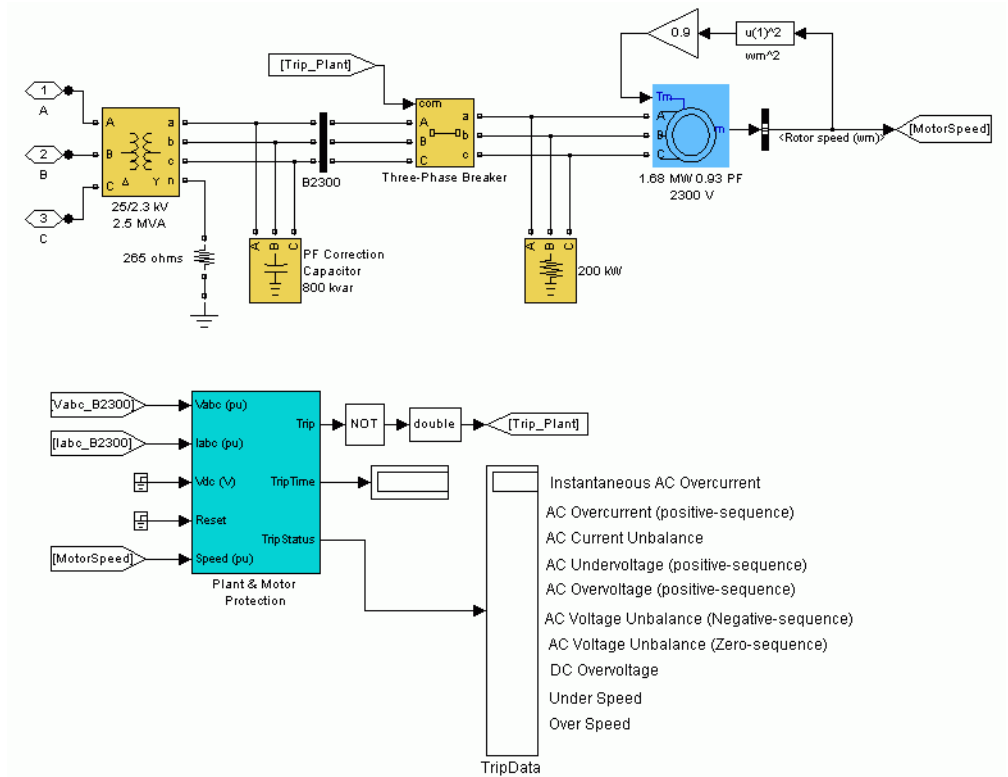 0.9
u(1)^2
wm^2
[Trip_Plant]
1
A
2
B
3
C
A
B
C
a
b
c
n
Δ
Y
25/2.3 kV
2.5 MVA
265 ohms
A
B
C
PF Correction
Capacitor
800 kvar
B2300
com
A
B
C
a
b
c
Three-Phase Breaker
A
B
C
200 kW
Tm
A
B
C
m
1.68 MW 0.93 PF
2300 V
<Rotor speed (wm)>
[MotorSpeed]
[Vabc_B2300]
[Iabc_B2300]
[MotorSpeed]
Vabc (pu)
Iabc (pu)
Vdc (V)
Reset
Speed (pu)
Trip
TripTime
TripStatus
Plant & Motor
Protection
NOT
double
[Trip_Plant]
Instantaneous AC Overcurrent
AC Overcurrent (positive-sequence)
AC Current Unbalance
AC Undervoltage (positive-sequence)
AC Overvoltage (positive-sequence)
AC Voltage Unbalance (Negative-sequence)
AC Voltage Unbalance (Zero-sequence)
DC Overvoltage
Under Speed
Over Speed
TripData